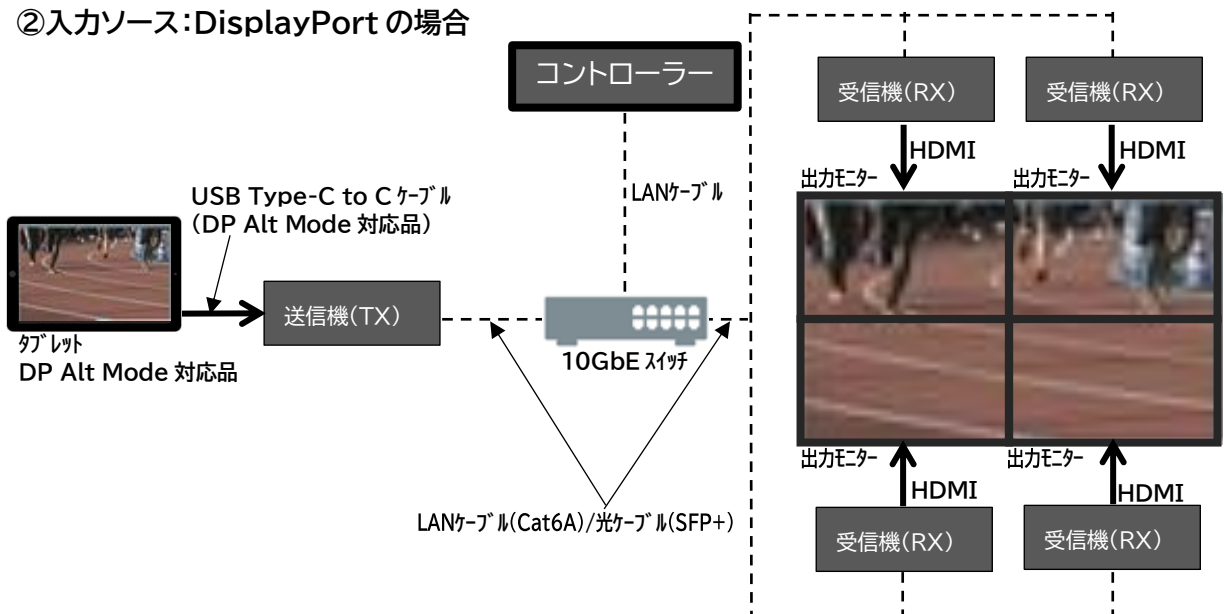 ②入力ソース:DisplayPort の場合
コントローラー
受信機(RX)
受信機(RX)
HDMI
HDMI
出力モニター
出力モニター
LANケーブル
USB Type-C to C ケーブル
(DP Alt Mode 対応品)
送信機(TX)
タブレット
DP Alt Mode 対応品
10GbE スイッチ
出力モニター
出力モニター
HDMI
HDMI
LANケーブル(Cat6A)/光ケーブル(SFP+)
受信機(RX)
受信機(RX)